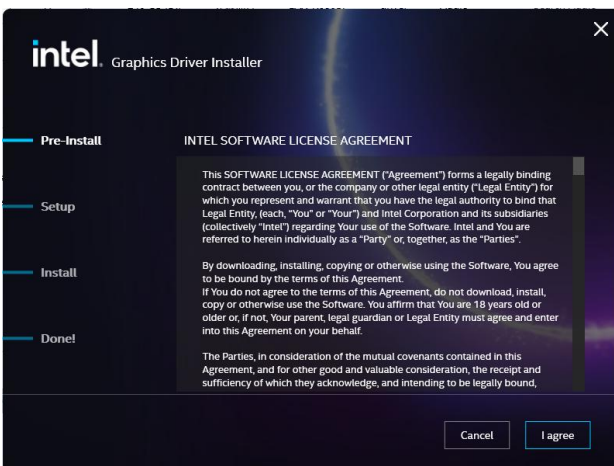 intel. Graphics Driver Installer
Pre-Install
Setup
Install
Done!
INTEL SOFTWARE LICENSE AGREEMENT
This SOFTWARE LICENSE AGREEMENT ("Agreement") forms a legally binding
contract between you, or the company or other legal entity ("Legal Entity") for
which you represent and warrant that you have the legal authority to bind that
Legal Entity, (each, "You" or "Your") and Intel Corporation and its subsidiaries
(collectively "Intel") regarding Your use of the Software. Intel and You are
referred to herein individually as a "Party" or, together, as the "Parties".
By downloading, installing, copying or otherwise using the Software, You agree
to be bound by the terms of this Agreement.
If You do not agree to the terms of this Agreement, do not download, install,
copy or otherwise use the Software. You affirm that You are 18 years old or
older or, if not, Your parent, legal guardian or Legal Entity must agree and enter
into this Agreement on your behalf.
The Parties, in consideration of the mutual covenants contained in this
Agreement, and for other good and valuable consideration, the receipt and
sufficiency of which they acknowledge, and intending to be legally bound,
Cancel
I agree